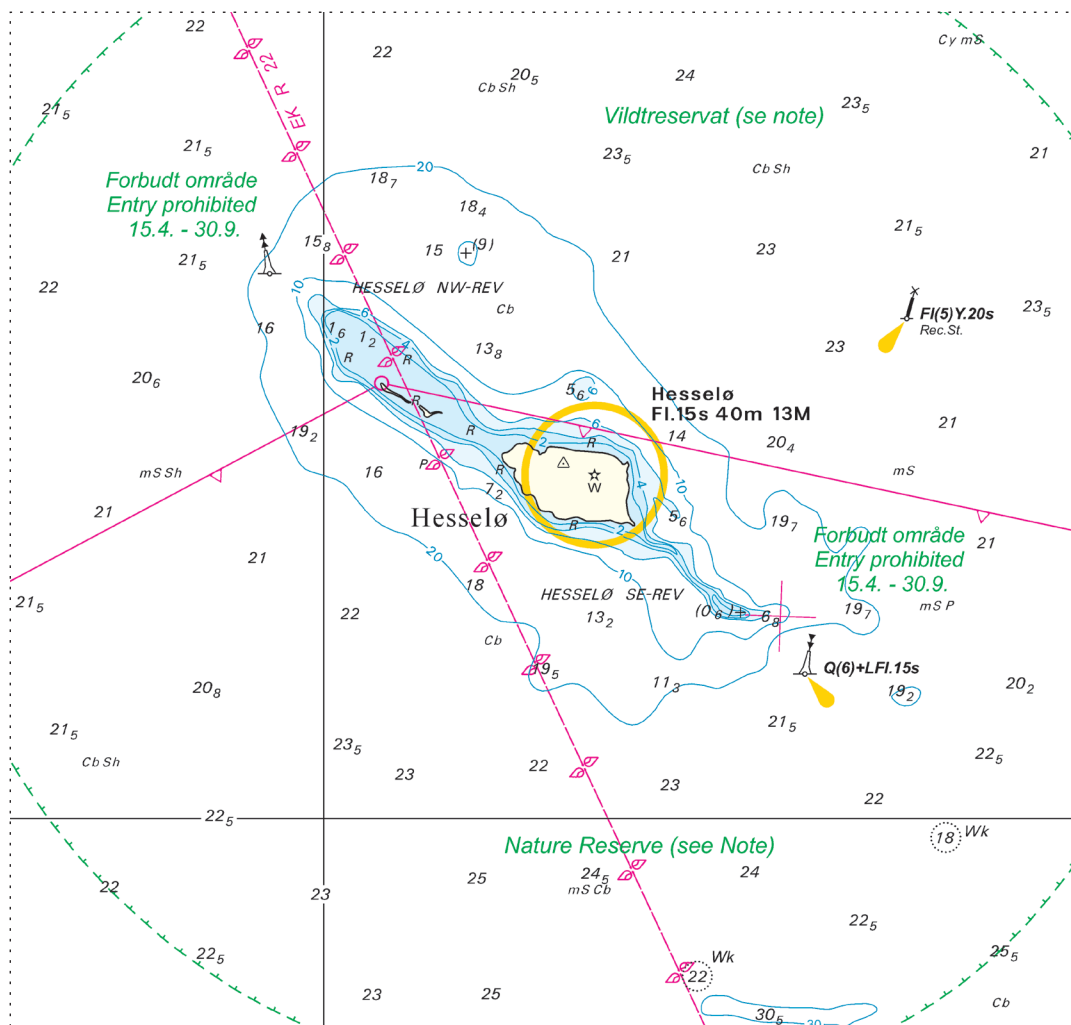 22
22
Cy mS
20₅
24
Cb Sh
21₅
EK R 22
23₅
Vildtreservat (se note)
21₅
23₅
21
Cb Sh
Forbudt område
Entry prohibited
15.4. - 30.9.
18₇
20
18₄
21₅
15₈
15
(9)
23
21₅
21
22
10
HESSELØ NW-REV
Cb
Fl(5)Y.20s
Rec.St.
23₅
16
6
1₆
1₂
4
2
R
R
13₈
23
20₆
5₆
6
Hesselø
Fl.15s 40m 13M
R
19₂
R
6
2
R
14
20₄
21
mS Sh
16
P
R
7₂
W
4
10
mS
21
Hesselø
R
2
5₆
19₇
21
20
Forbudt område
Entry prohibited
15.4. - 30.9.
21
18
10
21₅
22
HESSELØ SE-REV
13₂
(0₆)
6₈
19₇
mS P
Cb
19₅
Q(6)+LFl.15s
20₈
11₃
19₂
20₂
21₅
21₅
23₅
22
22₅
Cb Sh
23
23
22
22₅
Nature Reserve (see Note)
18
Wk
22
23
25
24₅
mS Cb
24
22₅
22₅
Wk
22
25₅
23
25
30₅
30
Cb